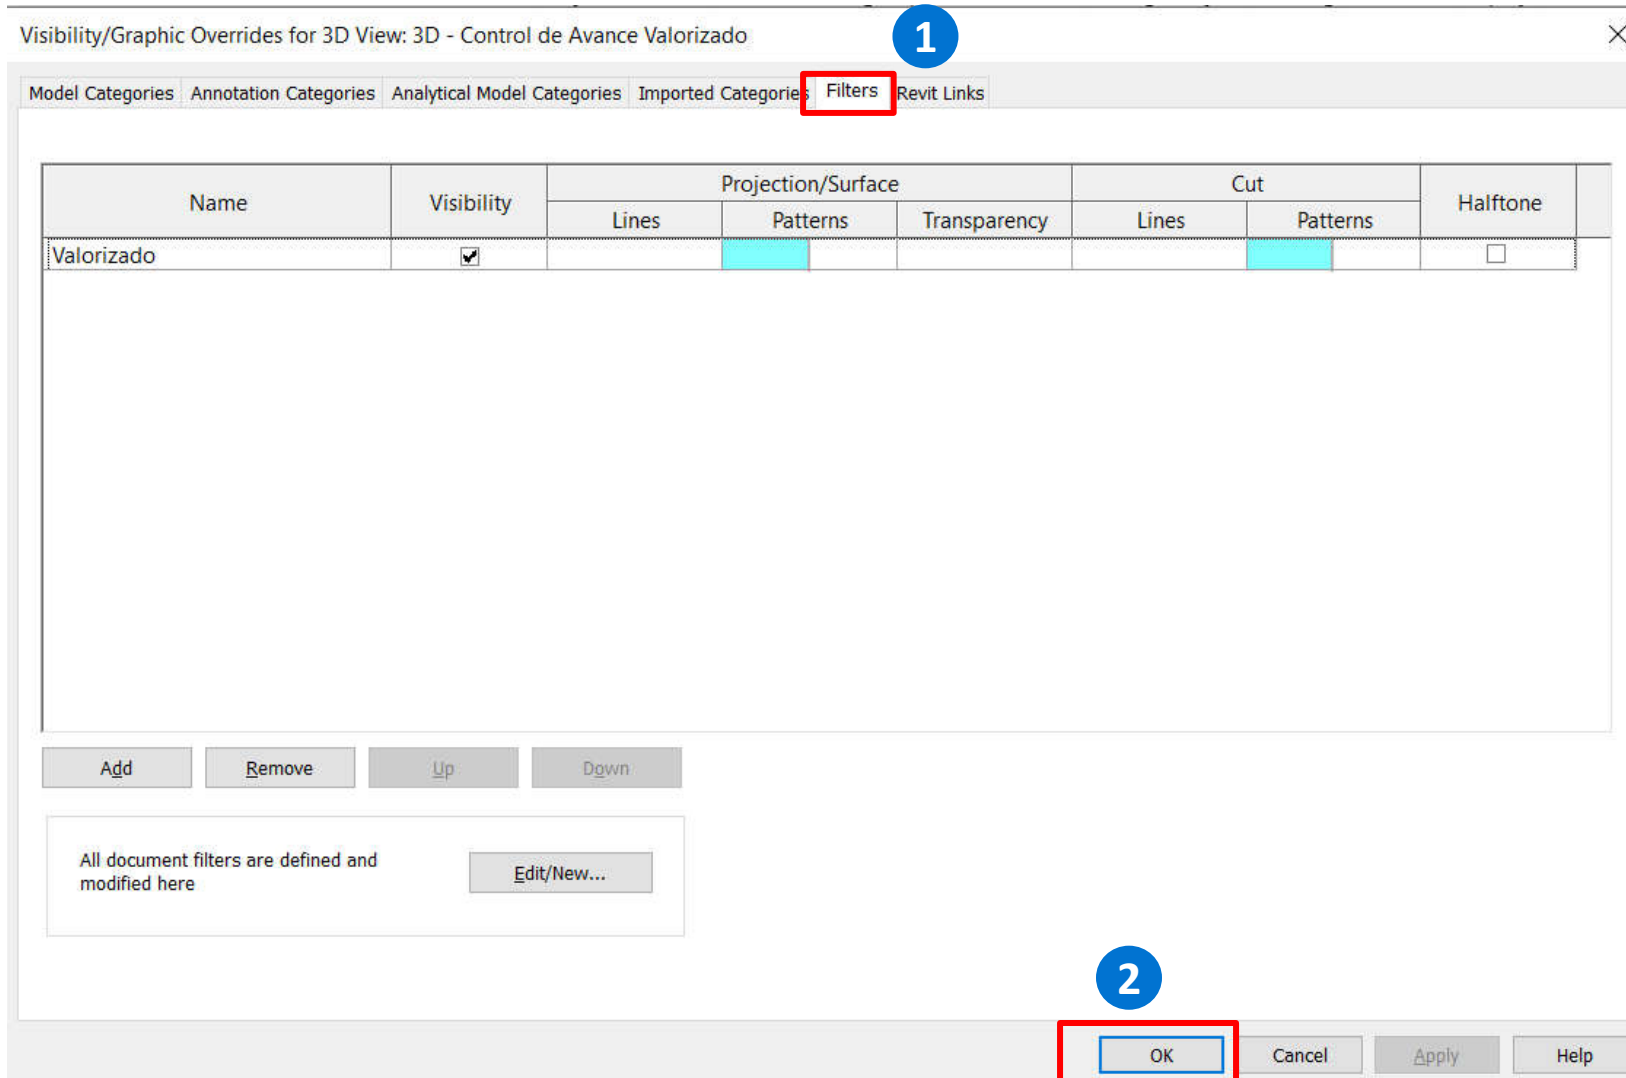 Visibility/Graphic Overrides for 3D View: 3D - Control de Avance Valorizado
1
Model Categories Annotation Categories Analytical Model Categories Imported Categories Filters Revit Links
Name Visibility Projection/Surface Cut Halftone
Lines Patterns Transparency Lines Patterns
Valorizado
Add Remove Up Down
All document filters are defined and
modified here
Edit/New...
2
OK Cancel Apply Help